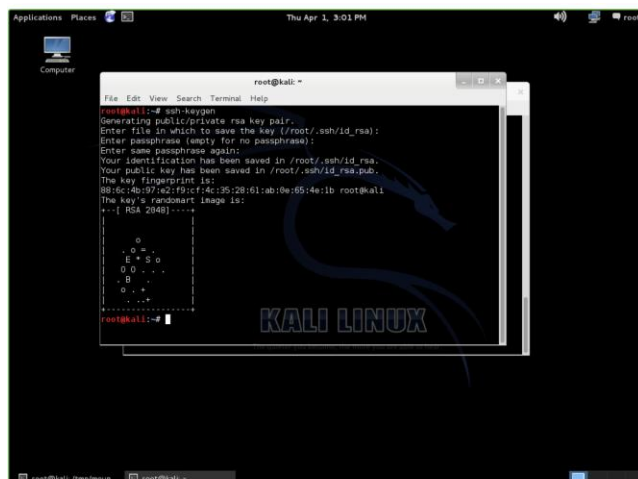 Applications Places Thu Apr 1, 3:01 PM root
Computer
root@kali: ~
File Edit View Search Terminal Help
root@kali:~# ssh-keygen
Generating public/private rsa key pair.
Enter file in which to save the key (/root/.ssh/id_rsa):
Enter passphrase (empty for no passphrase):
Enter same passphrase again:
Your identification has been saved in /root/.ssh/id_rsa.
Your public key has been saved in /root/.ssh/id_rsa.pub.
The key fingerprint is:
88:6c:4b:97:e2:f9:cf:4c:35:28:61:ab:0e:65:4e:1b root@kali
The key's randomart image is:
+--[ RSA 2048]----+
|                 |
|                 |
|      o          |
|   . o = .       |
|    E * S o      |
|   O O . . .     |
|  . B   .        |
|   o . +         |
|    . ..+        |
+-----------------+
root@kali:~#
KALI LINUX
root@kali: ~